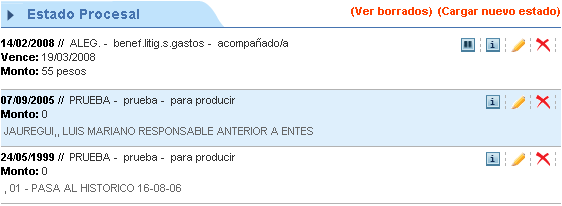 Estado Procesal (Ver borrados) (Cargar nuevo estado)
14/02/2008 // ALEG. - benef.litig.s.gastos - acompañado/a
Vence: 19/03/2008
Monto: 55 pesos
07/09/2005 // PRUEBA - prueba - para producir
Monto: 0
JAUREGUI,, LUIS MARIANO RESPONSABLE ANTERIOR A ENTES
24/05/1999 // PRUEBA - prueba - para producir
Monto: 0
, 01 - PASA AL HISTORICO 16-08-06